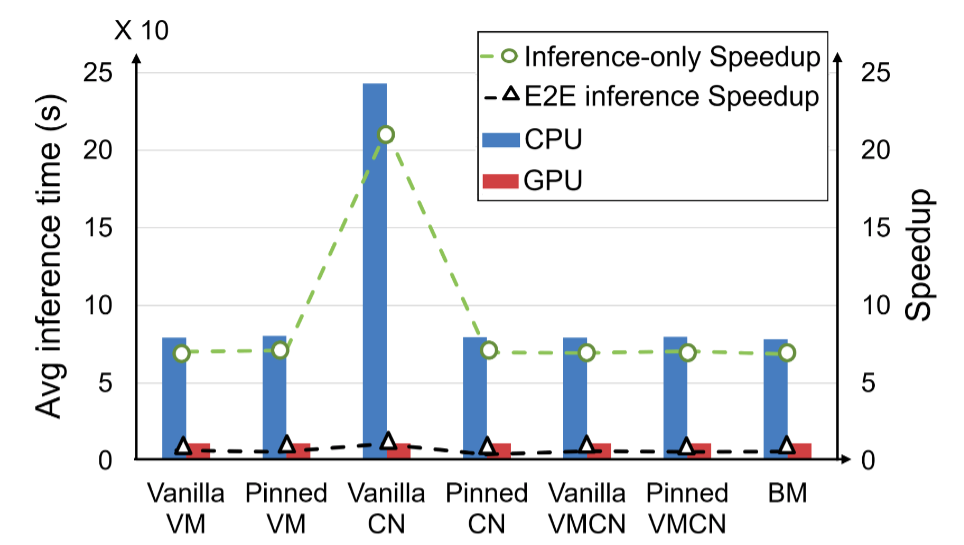 X 10
Inference-only Speedup
E2E inference Speedup
CPU
GPU
Avg inference time (s)
25
20
15
10
5
0
25
20
15
10
5
0
Speedup
Vanilla VM
Pinned VM
Vanilla CN
Pinned CN
Vanilla VMCN
Pinned VMCN
BM